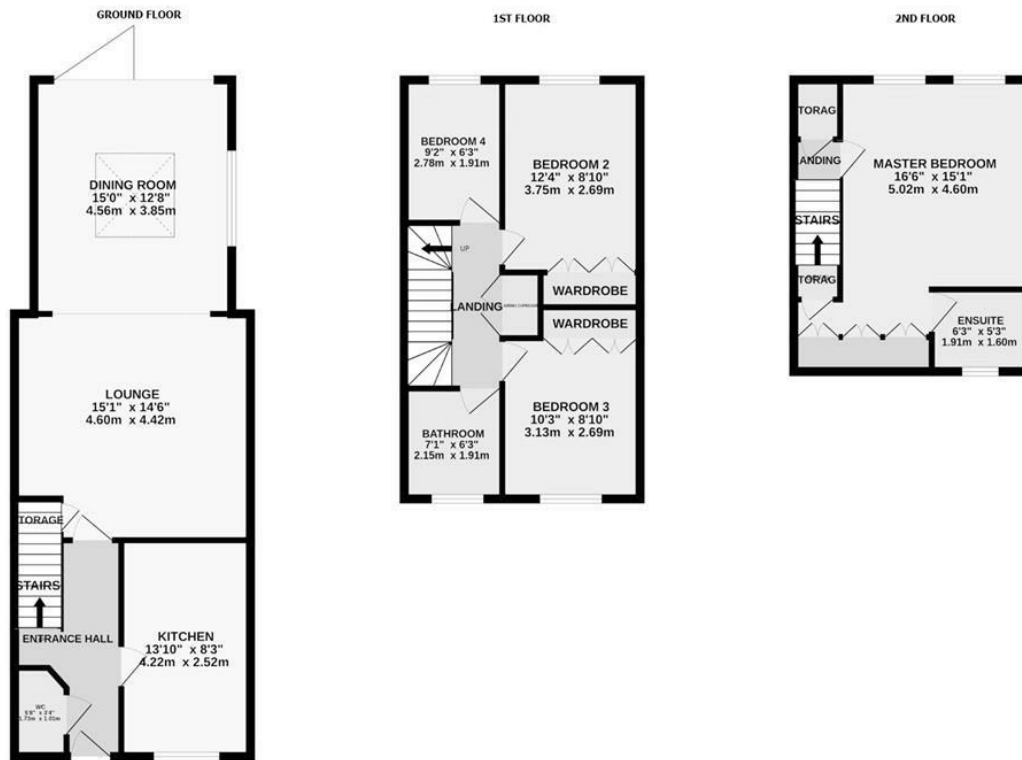 GROUND FLOOR
DINING ROOM
15'0" x 12'8"
4.56m x 3.85m
LOUNGE
15'1" x 14'6"
4.60m x 4.42m
TORAGE
STAIRS
ENTRANCE HALL
KITCHEN
13'10" x 8'3"
4.22m x 2.52m
WC
1ST FLOOR
BEDROOM 4
9'2" x 6'3"
2.78m x 1.91m
BEDROOM 2
12'4" x 8'10"
3.75m x 2.69m
UP
WARDROBE
LANDING
WARDROBE
BEDROOM 3
10'3" x 8'10"
3.13m x 2.69m
BATHROOM
7'1" x 6'3"
2.15m x 1.91m
2ND FLOOR
TORAG
LANDING
MASTER BEDROOM
16'6" x 15'1"
5.02m x 4.60m
STAIRS
TORAG
ENSUITE
6'3" x 5'3"
1.91m x 1.60m